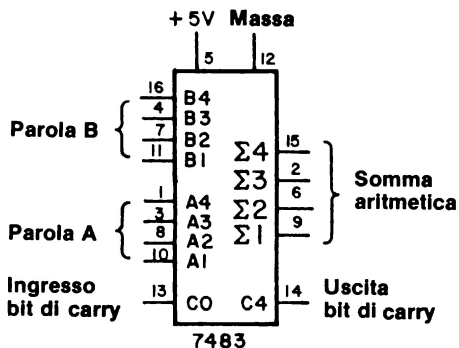 +5V Massa
5 12
16 B4
4 B3
7 B2
11 B1
Parola B
Σ4 15
Σ3 2
Σ2 6
Σ1 9
Somma
aritmetica
1 A4
3 A3
8 A2
10 A1
Parola A
Ingresso
bit di carry
13 C0
C4 14
Uscita
bit di carry
7483